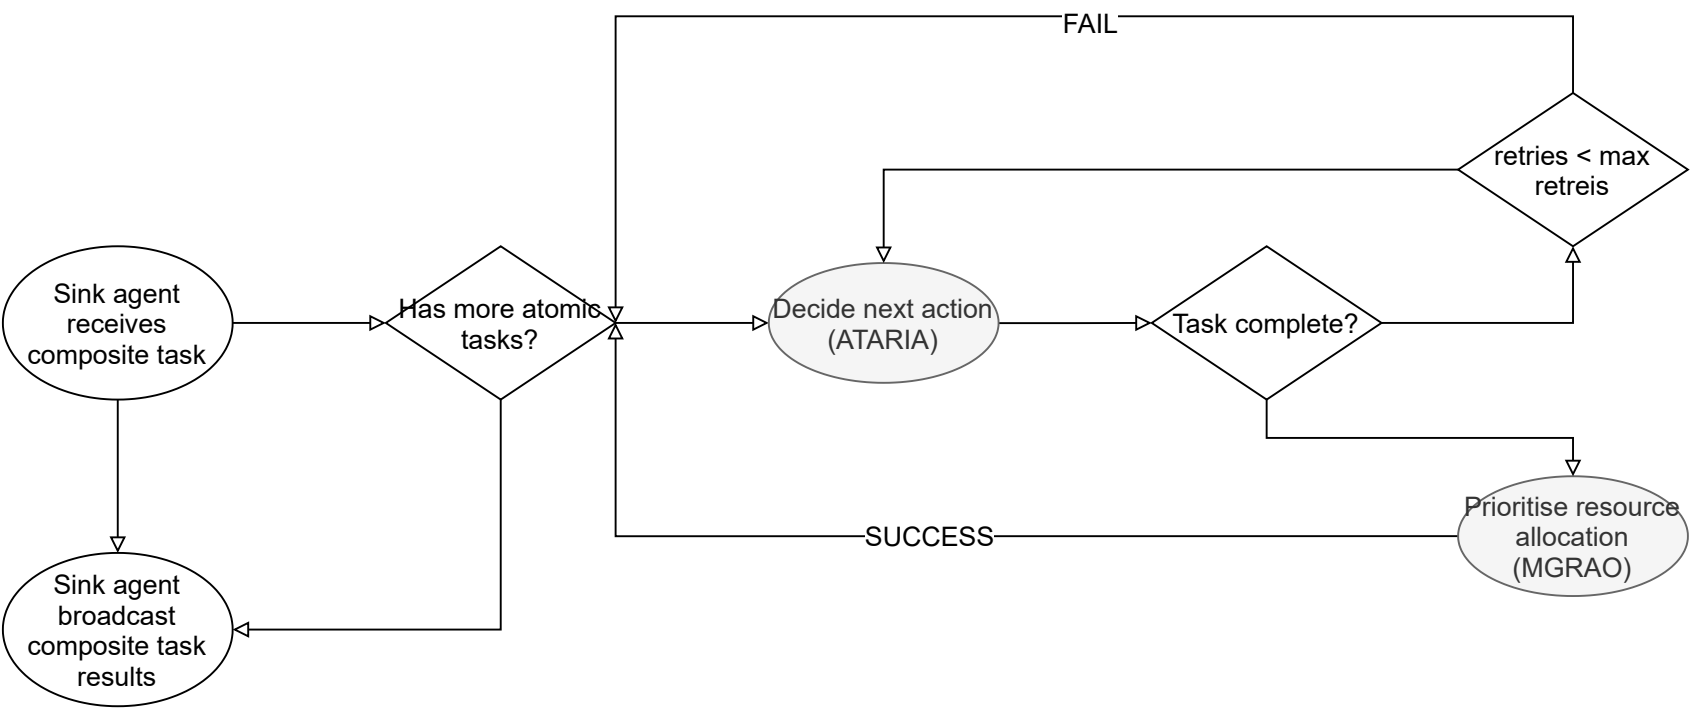 FAIL
retries < max
retreis
Sink agent
receives
composite task
Has more atomic
tasks?
Decide next action
(ATARIA)
Task complete?
Prioritise resource
allocation
(MGRAO)
SUCCESS
Sink agent
broadcast
composite task
results